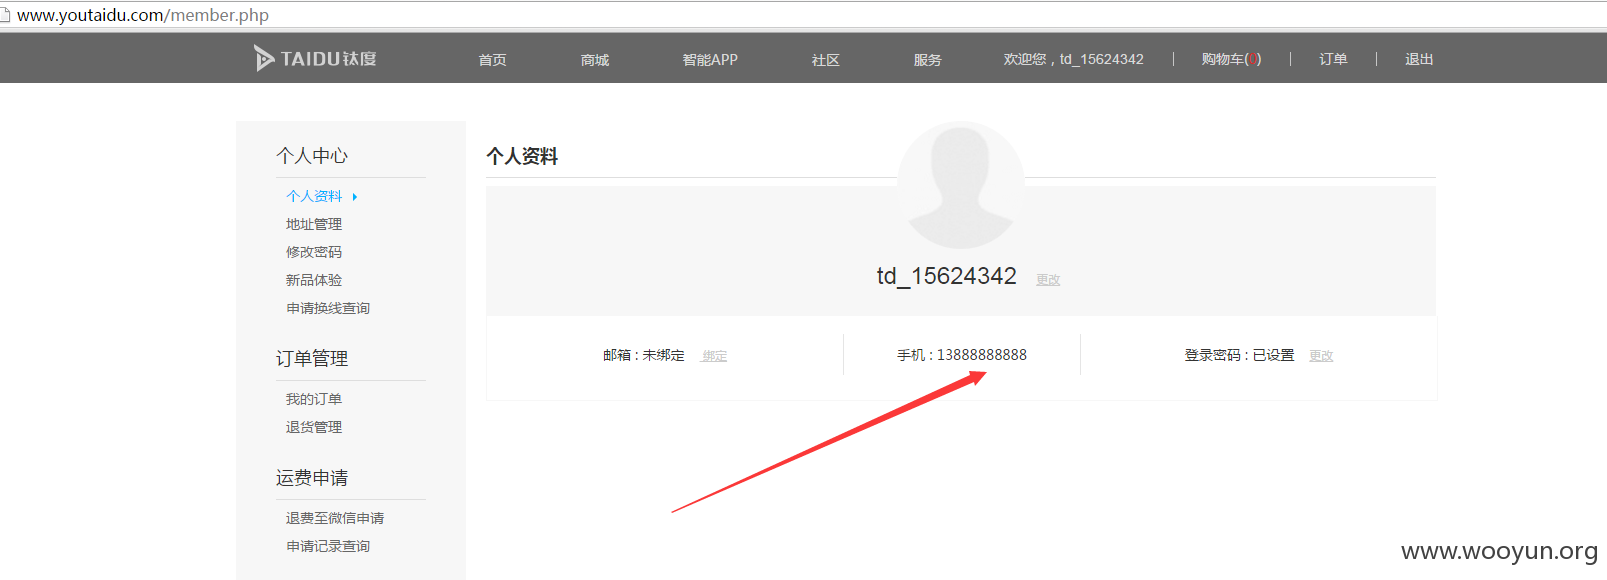 www.youtaidu.com/member.php
TAIDU钛度 首页 商城 智能APP 社区 服务 欢迎您，td_15624342 购物车(0) 订单 退出
个人中心
个人资料
地址管理
修改密码
新品体验
申请换线查询
订单管理
我的订单
退货管理
运费申请
退费至微信申请
申请记录查询
个人资料
td_15624342 更改
邮箱 : 未绑定 绑定
手机 : 13888888888
登录密码 : 已设置 更改
www.wooyun.org